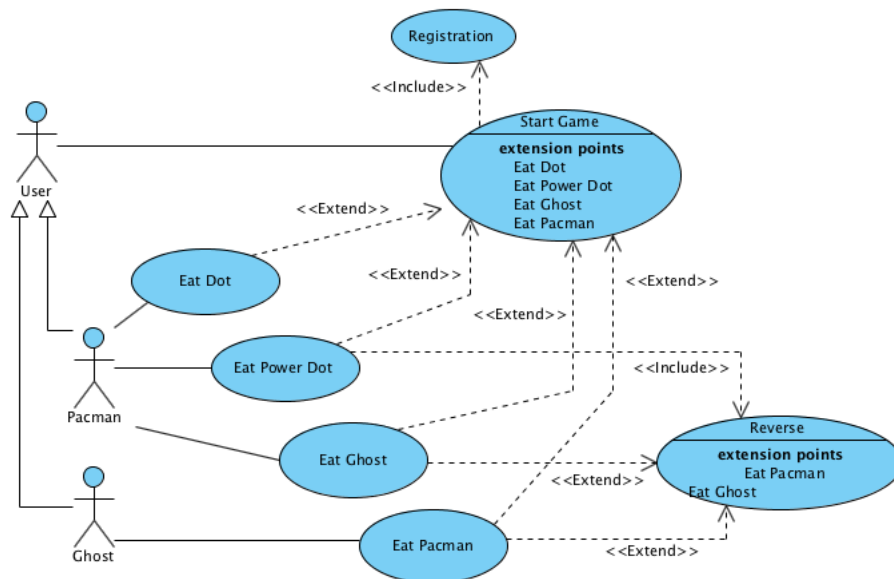 Registration
<<Include>>
Start Game
extension points
Eat Dot
Eat Power Dot
Eat Ghost
Eat Pacman
User
<<Extend>>
Eat Dot
<<Extend>>
<<Extend>>
<<Extend>>
Eat Power Dot
<<Include>>
Pacman
Reverse
extension points
Eat Pacman
Eat Ghost
Eat Ghost
<<Extend>>
Eat Pacman
<<Extend>>
Ghost